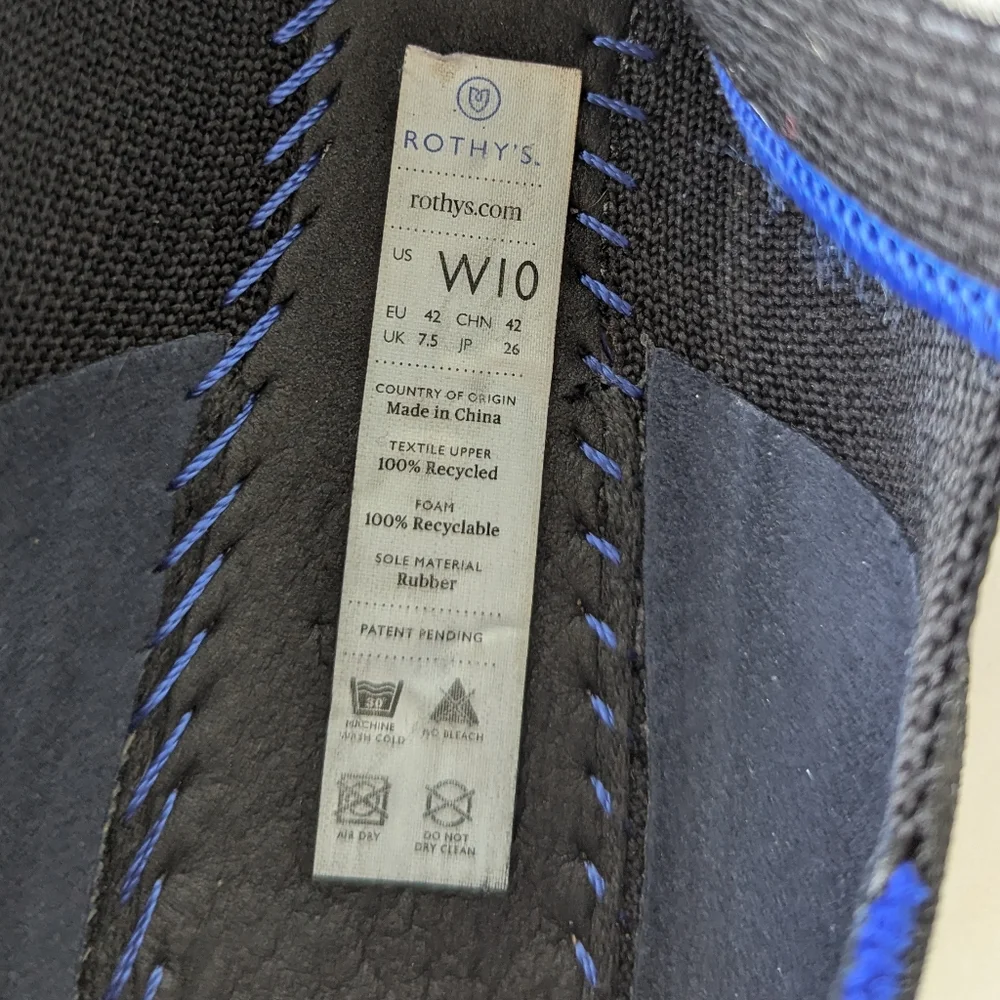 ROTHY'S™
rothys.com
US W10
EU 42 CHN 42
UK 7.5 JP 26
COUNTRY OF ORIGIN
Made in China
TEXTILE UPPER
100% Recycled
FOAM
100% Recyclable
SOLE MATERIAL
Rubber
PATENT PENDING
30°
MACHINE
WASH COLD
NO BLEACH
AIR DRY
DO NOT
DRY CLEAN